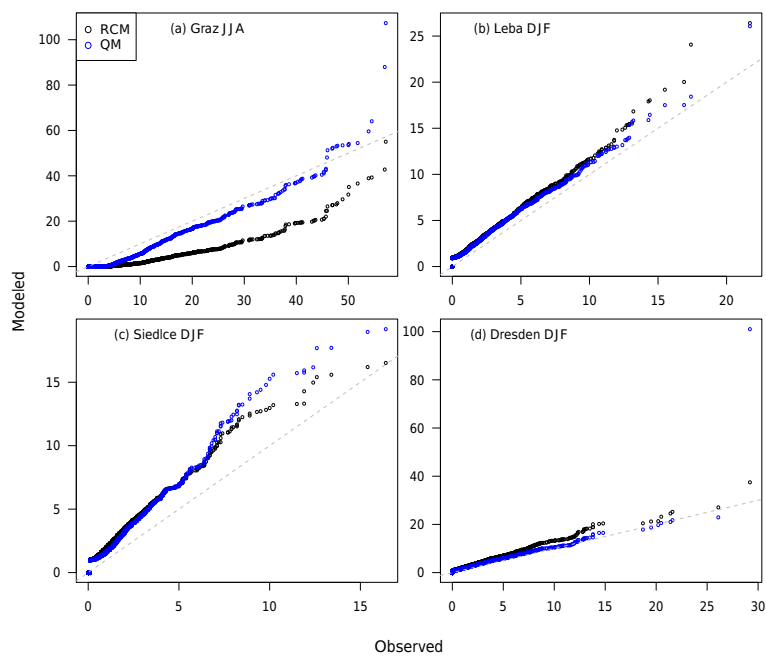 RCM
QM
(a) Graz JJA
(b) Leba DJF
100
80
60
40
20
0
0 10 20 30 40 50
25
20
15
10
5
0
0 5 10 15 20
Modeled
(c) Siedlce DJF
(d) Dresden DJF
15
10
5
0
0 5 10 15
100
80
60
40
20
0
0 5 10 15 20 25 30
Observed